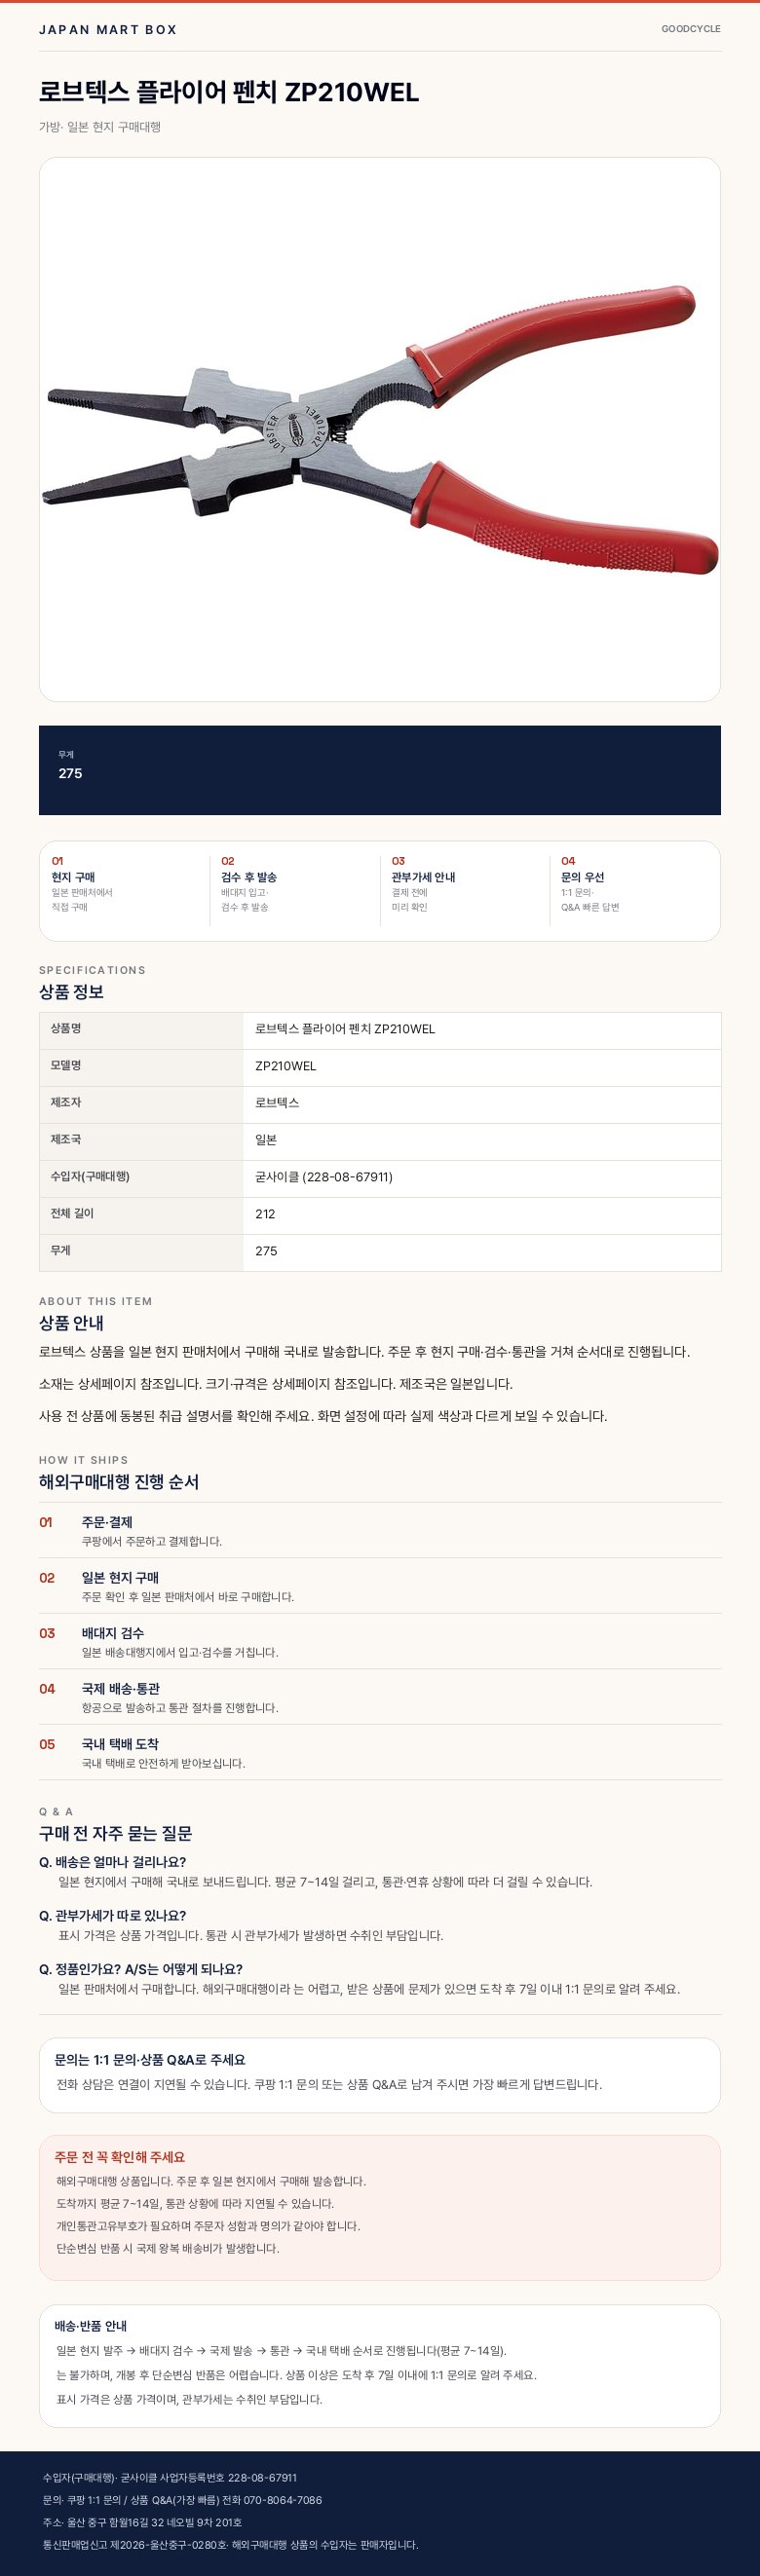 JAPAN MART BOX
GOODCYCLE
로브텍스 플라이어 펜치 ZP210WEL
가방· 일본 현지 구매대행
LOBSTER
무게
275
01
현지 구매
일본 판매처에서
직접 구매
02
검수 후 발송
배대지 입고·
검수 후 발송
03
관부가세 안내
결제 전에
미리 확인
04
문의 우선
1:1 문의·
Q&A 빠른 답변
SPECIFICATIONS
상품 정보
상품명 로브텍스 플라이어 펜치 ZP210WEL
모델명 ZP210WEL
제조자 로브텍스
제조국 일본
수입자(구매대행) 굳사이클 (228-08-67911)
전체 길이 212
무게 275
ABOUT THIS ITEM
상품 안내
로브텍스 상품을 일본 현지 판매처에서 구매해 국내로 발송합니다. 주문 후 현지 구매·검수·통관을 거쳐 순서대로 진행됩니다.
소재는 상세페이지 참조입니다. 크기·규격은 상세페이지 참조입니다. 제조국은 일본입니다.
사용 전 상품에 동봉된 취급 설명서를 확인해 주세요. 화면 설정에 따라 실제 색상과 다르게 보일 수 있습니다.
HOW IT SHIPS
해외구매대행 진행 순서
01 주문·결제
쿠팡에서 주문하고 결제합니다.
02 일본 현지 구매
주문 확인 후 일본 판매처에서 바로 구매합니다.
03 배대지 검수
일본 배송대행지에서 입고·검수를 거칩니다.
04 국제 배송·통관
항공으로 발송하고 통관 절차를 진행합니다.
05 국내 택배 도착
국내 택배로 안전하게 받아보십니다.
Q & A
구매 전 자주 묻는 질문
Q. 배송은 얼마나 걸리나요?
일본 현지에서 구매해 국내로 보내드립니다. 평균 7~14일 걸리고, 통관·연휴 상황에 따라 더 걸릴 수 있습니다.
Q. 관부가세가 따로 있나요?
표시 가격은 상품 가격입니다. 통관 시 관부가세가 발생하면 수취인 부담입니다.
Q. 정품인가요? A/S는 어떻게 되나요?
일본 판매처에서 구매합니다. 해외구매대행이라 는 어렵고, 받은 상품에 문제가 있으면 도착 후 7일 이내 1:1 문의로 알려 주세요.
문의는 1:1 문의·상품 Q&A로 주세요
전화 상담은 연결이 지연될 수 있습니다. 쿠팡 1:1 문의 또는 상품 Q&A로 남겨 주시면 가장 빠르게 답변드립니다.
주문 전 꼭 확인해 주세요
해외구매대행 상품입니다. 주문 후 일본 현지에서 구매해 발송합니다.
도착까지 평균 7~14일, 통관 상황에 따라 지연될 수 있습니다.
개인통관고유부호가 필요하며 주문자 성함과 명의가 같아야 합니다.
단순변심 반품 시 국제 왕복 배송비가 발생합니다.
배송·반품 안내
일본 현지 발주 → 배대지 검수 → 국제 발송 → 통관 → 국내 택배 순서로 진행됩니다(평균 7~14일).
는 불가하며, 개봉 후 단순변심 반품은 어렵습니다. 상품 이상은 도착 후 7일 이내에 1:1 문의로 알려 주세요.
표시 가격은 상품 가격이며, 관부가세는 수취인 부담입니다.
수입자(구매대행)· 굳사이클 사업자등록번호 228-08-67911
문의· 쿠팡 1:1 문의 / 상품 Q&A(가장 빠름) 전화 070-8064-7086
주소· 울산 중구 함월16길 32 네오빌 9차 201호
통신판매업신고 제2026-울산중구-0280호· 해외구매대행 상품의 수입자는 판매자입니다.